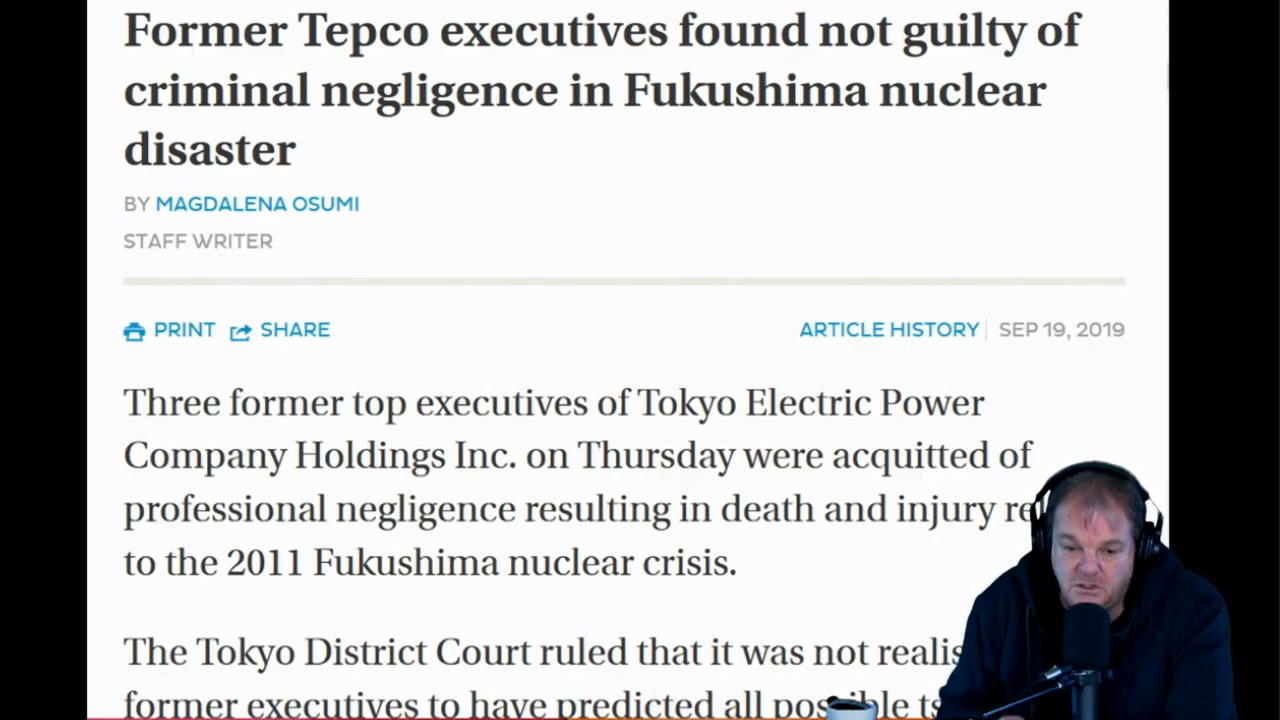 Former Tepco executives found not guilty of
criminal negligence in Fukushima nuclear
disaster
BY MAGDALENA OSUMI
STAFF WRITER
PRINT SHARE ARTICLE HISTORY SEP 19, 2019
Three former top executives of Tokyo Electric Power
Company Holdings Inc. on Thursday were acquitted of
professional negligence resulting in death and injury
to the 2011 Fukushima nuclear crisis.
The Tokyo District Court ruled that it was not
former executives to have predicted all possible